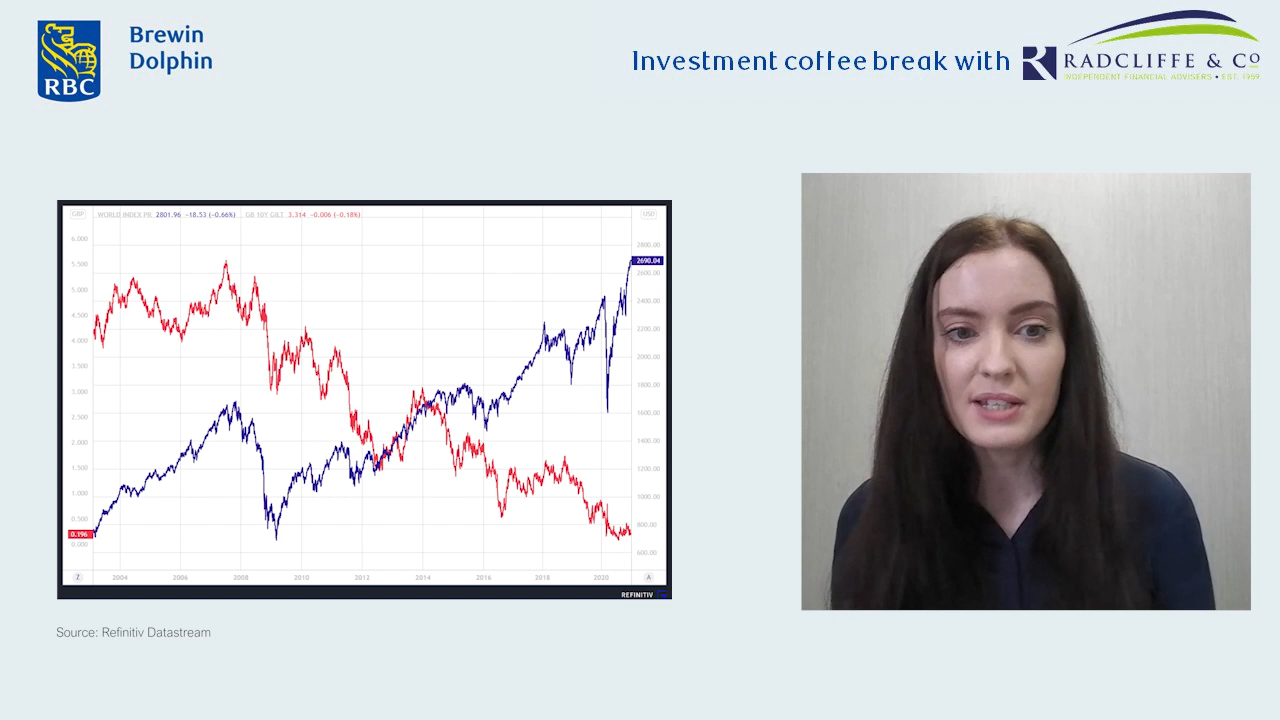 Brewin
Dolphin
RBC
Investment coffee break with
RADCLIFFE & Co
INDEPENDENT FINANCIAL ADVISERS • EST. 1999
GBP WORLD INDEX PR 2801.96 -18.53 (-0.66%) GB 10Y GILT 3.314 -0.006 (-0.18%) USD
6.000
5.500
5.000
4.500
4.000
3.500
3.000
2.500
2.000
1.500
1.000
0.500
0.196
0.000
2800.00
2690.04
2600.00
2400.00
2200.00
2000.00
1800.00
1600.00
1400.00
1200.00
1000.00
800.00
600.00
Z 2004 2006 2008 2010 2012 2014 2016 2018 2020 A
REFINITIV
Source: Refinitiv Datastream